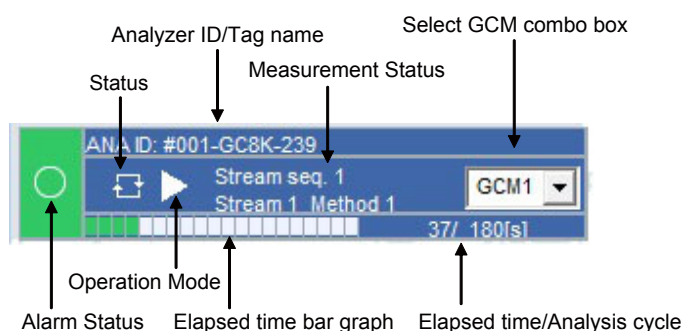 Select GCM combo box
Analyzer ID/Tag name
Measurement Status
Status
ANA ID: #001-GC8K-239
Stream seq. 1
GCM1
Stream 1 Method 1
37/ 180[s]
Operation Mode
Alarm Status Elapsed time bar graph Elapsed time/Analysis cycle